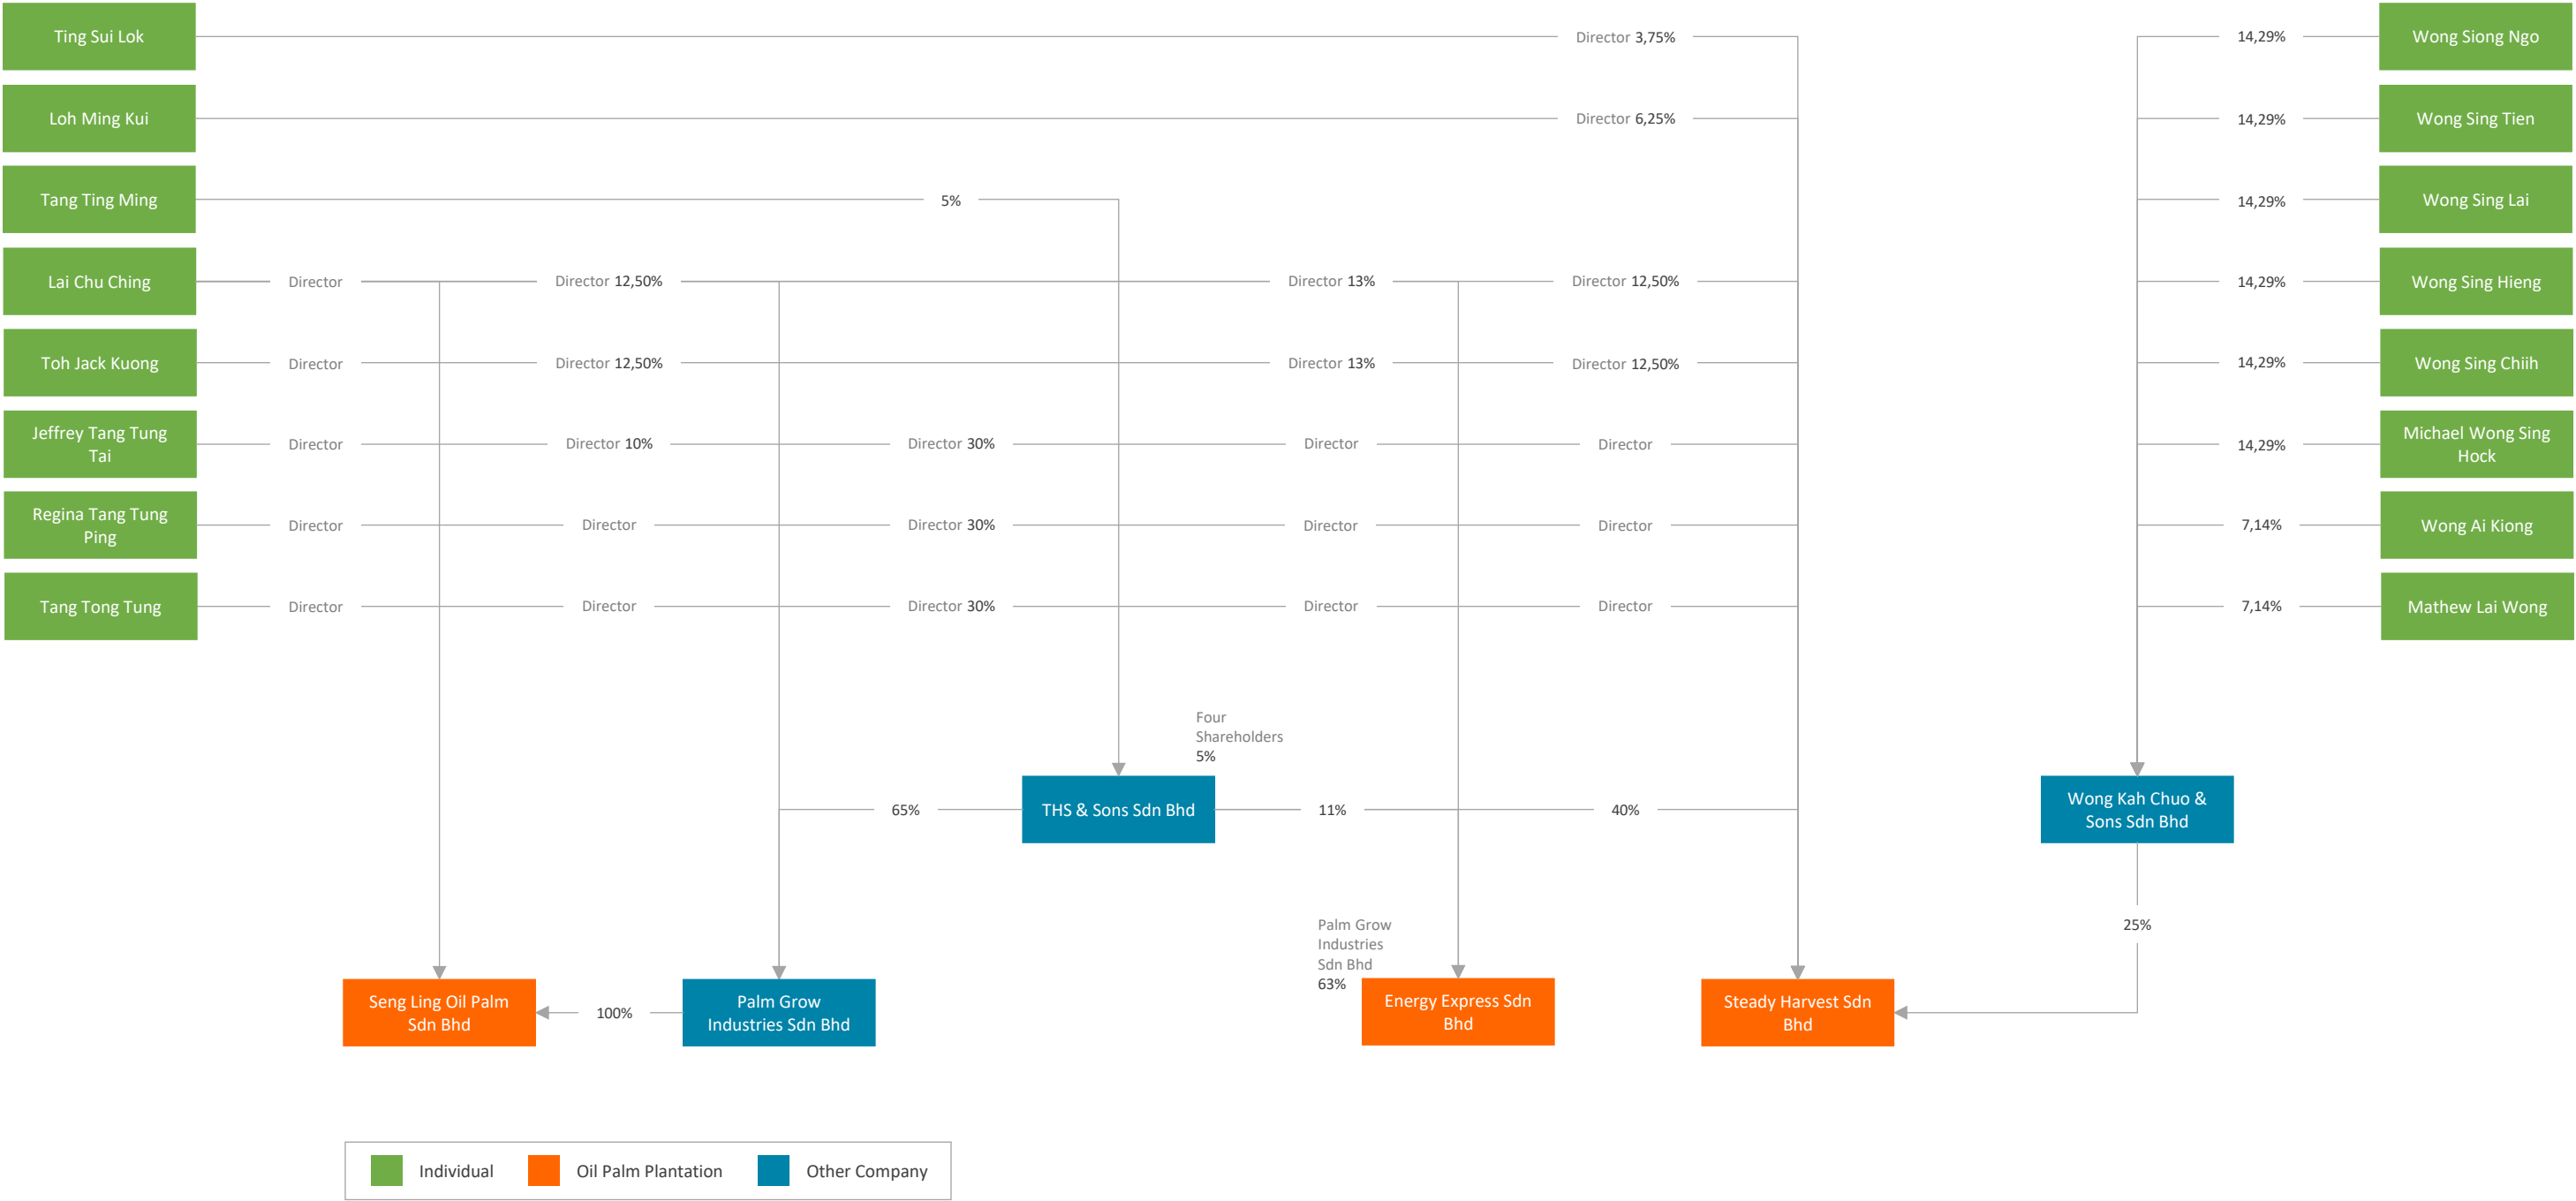 Ting Sui Lok
Director 3,75%
14,29%
Wong Siong Ngo
Loh Ming Kui
Director 6,25%
14,29%
Wong Sing Tien
Tang Ting Ming
5%
14,29%
Wong Sing Lai
Lai Chu Ching
Director
Director 12,50%
Director 13%
Director 12,50%
14,29%
Wong Sing Hieng
Toh Jack Kuong
Director
Director 12,50%
Director 13%
Director 12,50%
14,29%
Wong Sing Chiih
Jeffrey Tang Tung
Tai
Director
Director 10%
Director 30%
Director
Director
14,29%
Michael Wong Sing
Hock
Regina Tang Tung
Ping
Director
Director
Director 30%
Director
Director
7,14%
Wong Ai Kiong
Tang Tong Tung
Director
Director
Director 30%
Director
Director
7,14%
Mathew Lai Wong
Four
Shareholders
5%
65%
THS & Sons Sdn Bhd
11%
40%
Wong Kah Chuo &
Sons Sdn Bhd
Palm Grow
Industries
Sdn Bhd
63%
25%
Seng Ling Oil Palm
Sdn Bhd
100%
Palm Grow
Industries Sdn Bhd
Energy Express Sdn
Bhd
Steady Harvest Sdn
Bhd
Individual
Oil Palm Plantation
Other Company